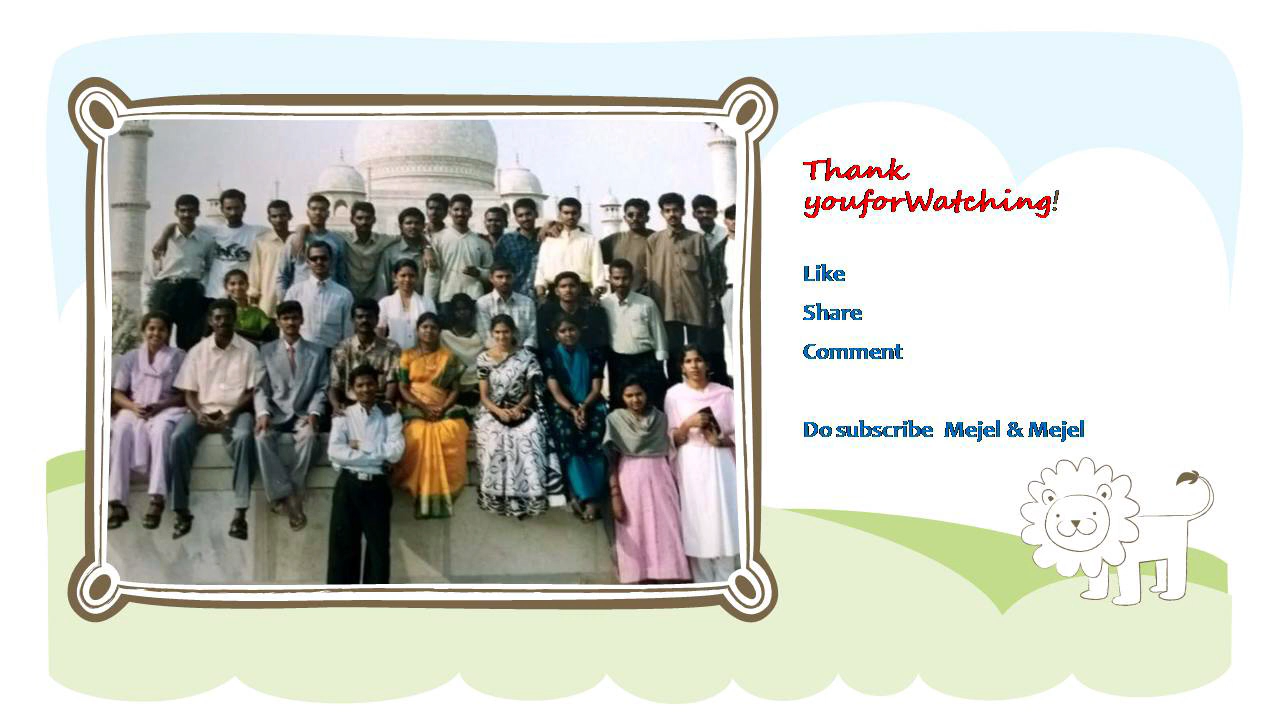 Thank
youforWatching!
Like
Share
Comment
Do subscribe Mejel & Mejel